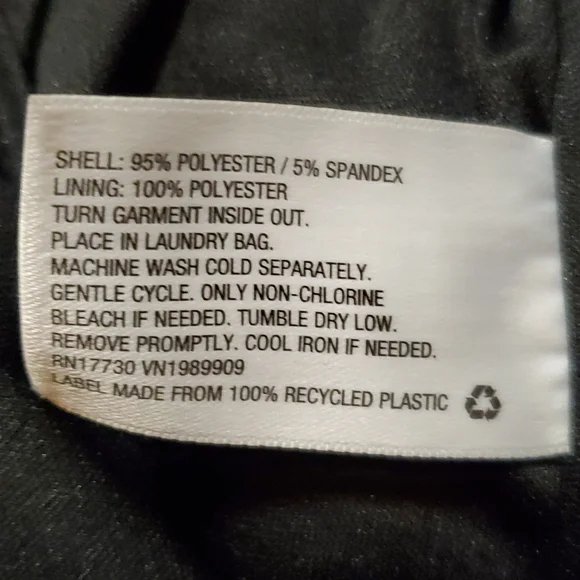 SHELL: 95% POLYESTER / 5% SPANDEX
LINING: 100% POLYESTER
TURN GARMENT INSIDE OUT.
PLACE IN LAUNDRY BAG.
MACHINE WASH COLD SEPARATELY.
GENTLE CYCLE. ONLY NON-CHLORINE
BLEACH IF NEEDED. TUMBLE DRY LOW.
REMOVE PROMPTLY. COOL IRON IF NEEDED.
RN17730 VN1989909
LABEL MADE FROM 100% RECYCLED PLASTIC